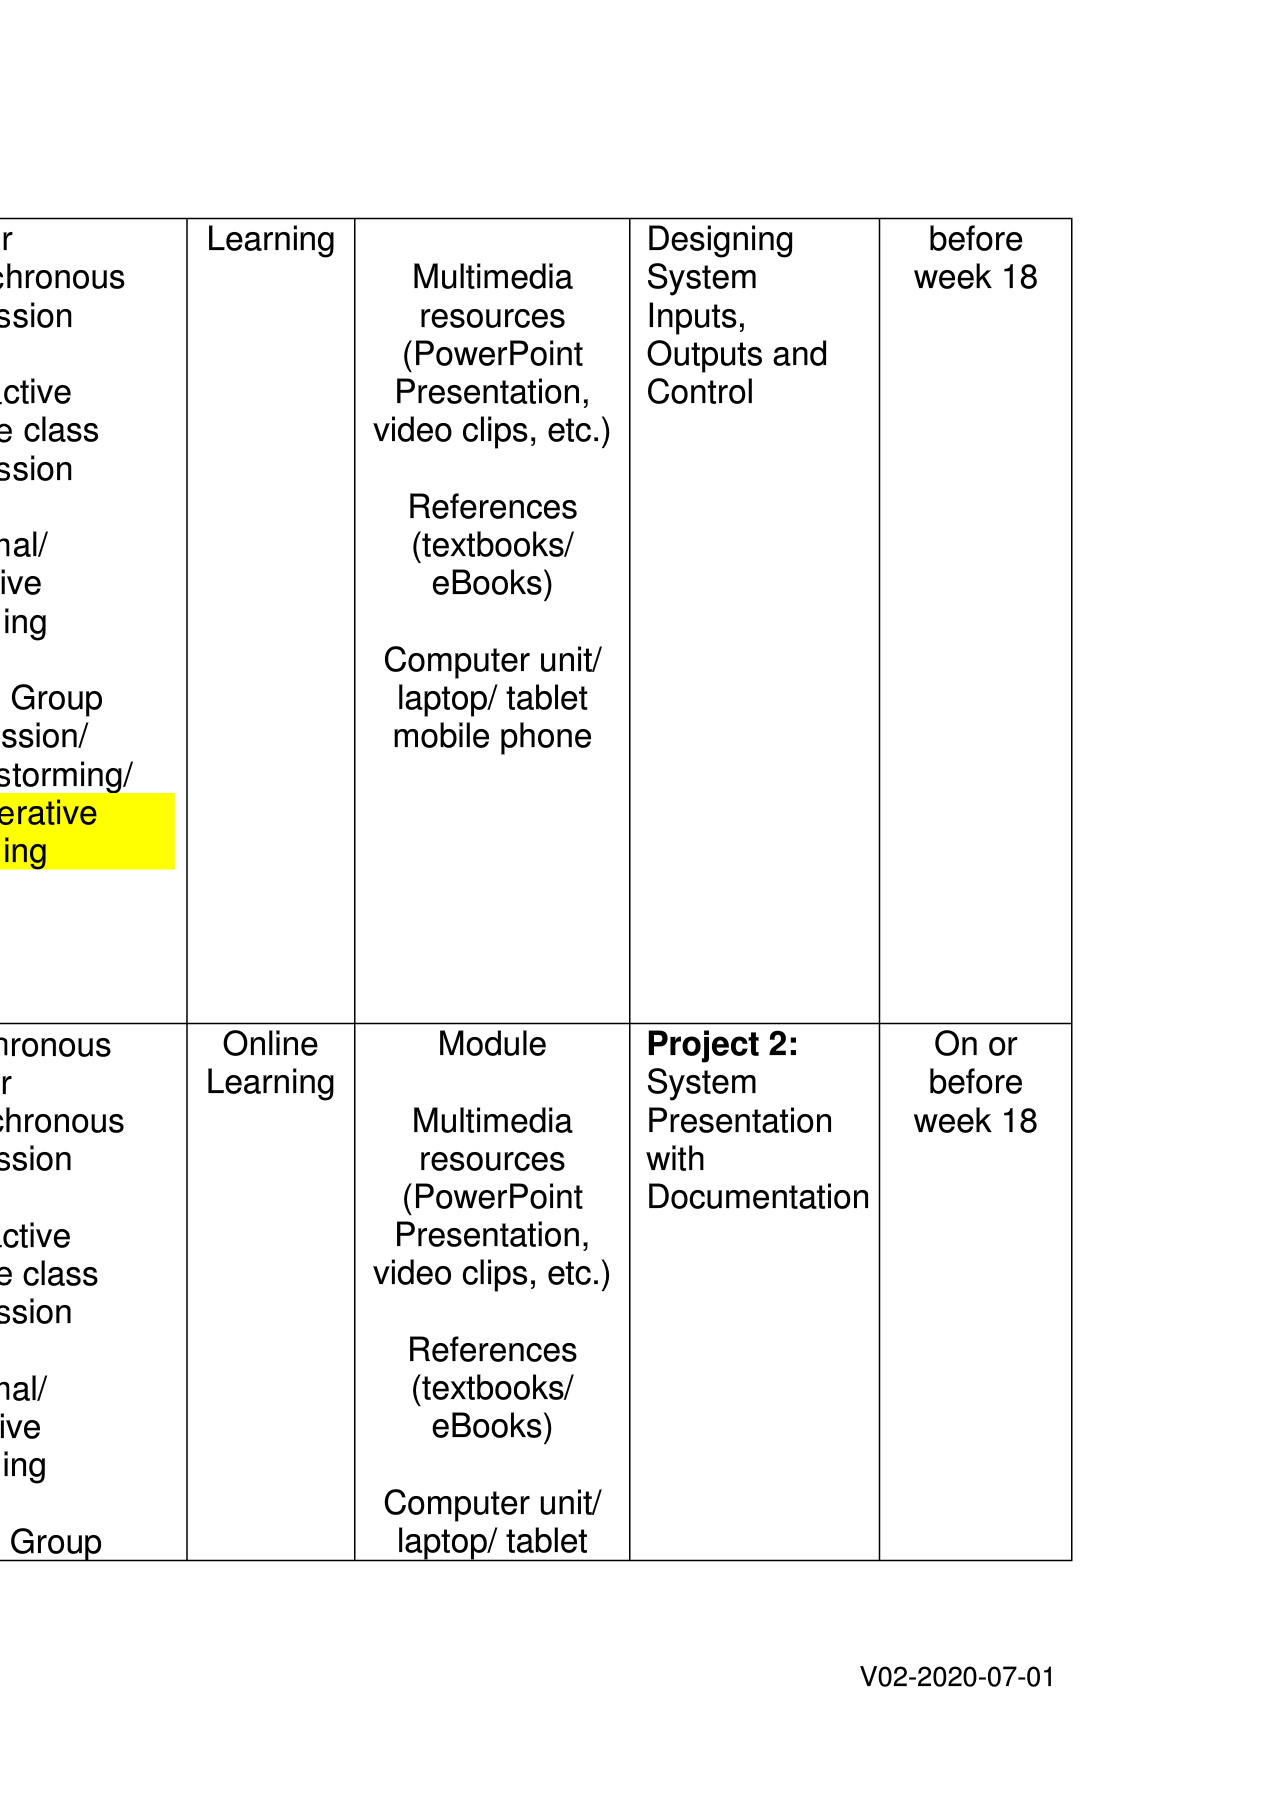 r
chronous
ssion
active
e class
ssion
nal/
ive
ing
Group
ssion/
storming/
erative
ing
Learning
Multimedia
resources
(PowerPoint
Presentation,
video clips, etc.)
References
(textbooks/
eBooks)
Computer unit/
laptop/ tablet
mobile phone
Designing
System
Inputs,
Outputs and
Control
before
week 18
hronous
r
chronous
ssion
active
e class
ssion
nal/
ive
ing
Group
Online
Learning
Module
Multimedia
resources
(PowerPoint
Presentation,
video clips, etc.)
References
(textbooks/
eBooks)
Computer unit/
laptop/ tablet
Project 2:
System
Presentation
with
Documentation
On or
before
week 18
V02-2020-07-01